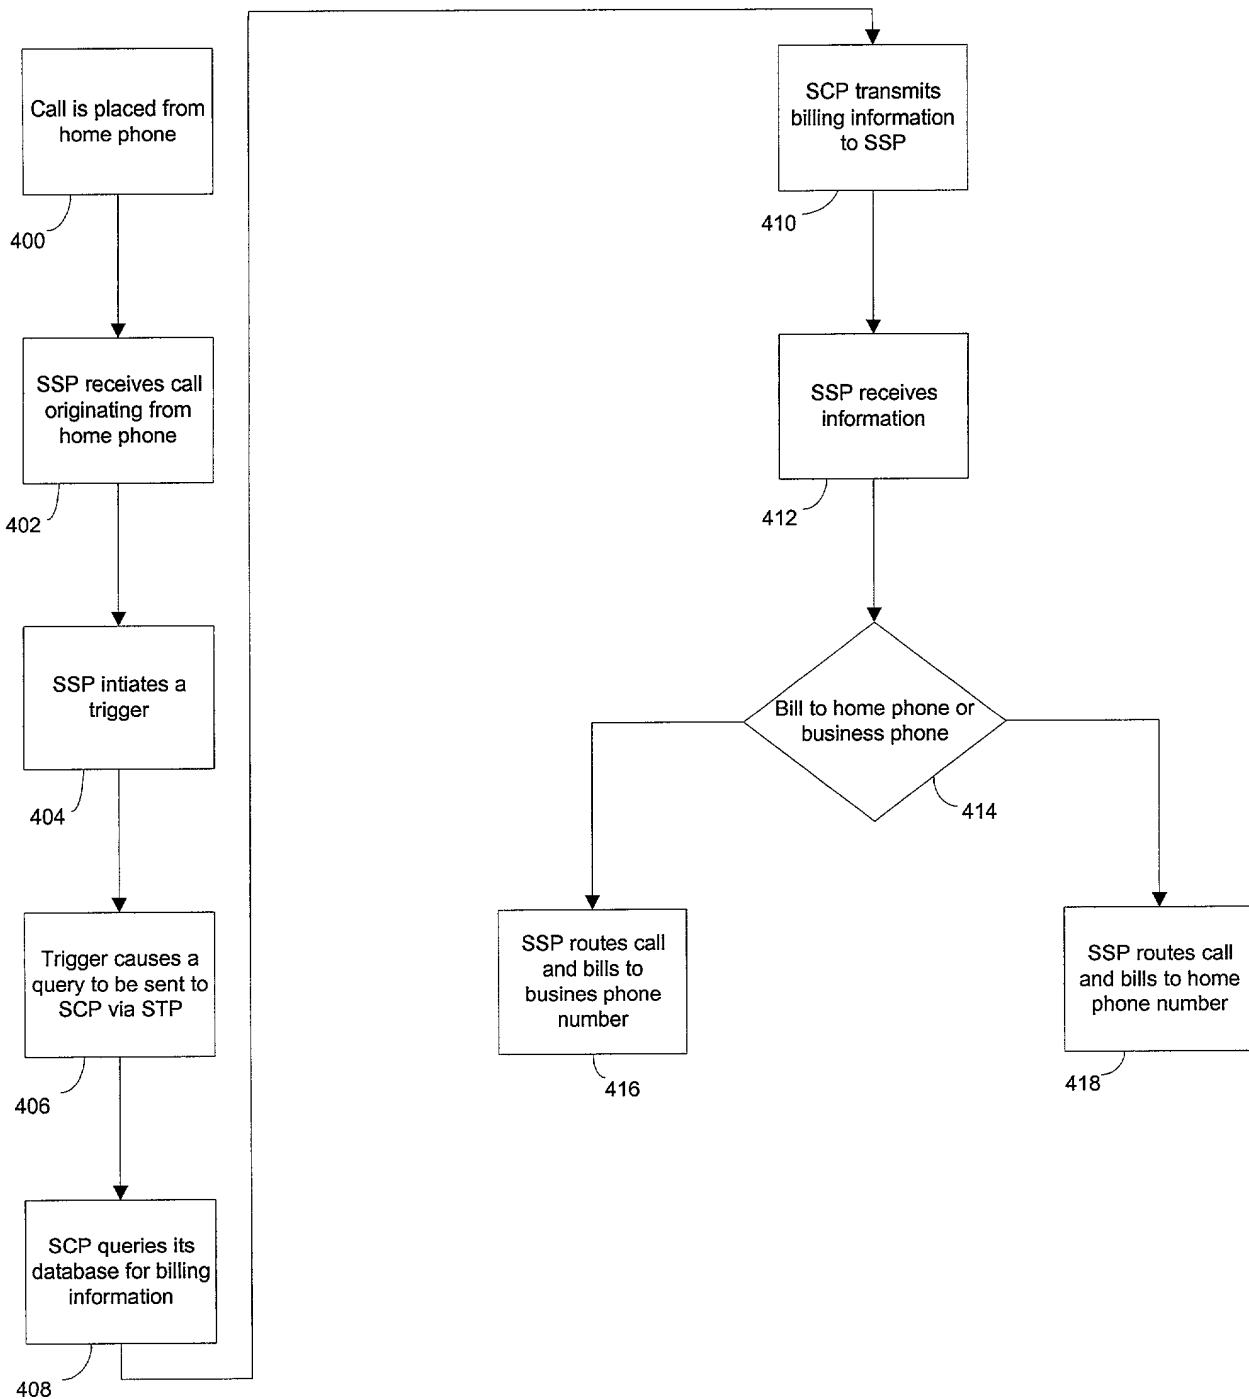 Call is placed from
home phone
400
SSP receives call
originating from
home phone
402
SSP intiates a
trigger
404
Trigger causes a
query to be sent to
SCP via STP
406
SCP queries its
database for billing
information
408
SCP transmits
billing information
to SSP
410
SSP receives
information
412
Bill to home phone or
business phone
414
SSP routes call
and bills to
busines phone
number
416
SSP routes call
and bills to home
phone number
418